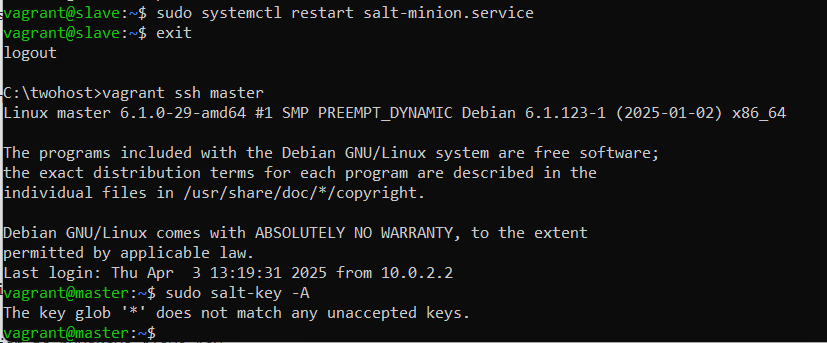 vagrant@slave:~$ sudo systemctl restart salt-minion.service
vagrant@slave:~$ exit
logout
C:\twohost>vagrant ssh master
Linux master 6.1.0-29-amd64 #1 SMP PREEMPT_DYNAMIC Debian 6.1.123-1 (2025-01-02) x86_64
The programs included with the Debian GNU/Linux system are free software;
the exact distribution terms for each program are described in the
individual files in /usr/share/doc/*/copyright.
Debian GNU/Linux comes with ABSOLUTELY NO WARRANTY, to the extent
permitted by applicable law.
Last login: Thu Apr  3 13:19:31 2025 from 10.0.2.2
vagrant@master:~$ sudo salt-key -A
The key glob '*' does not match any unaccepted keys.
vagrant@master:~$